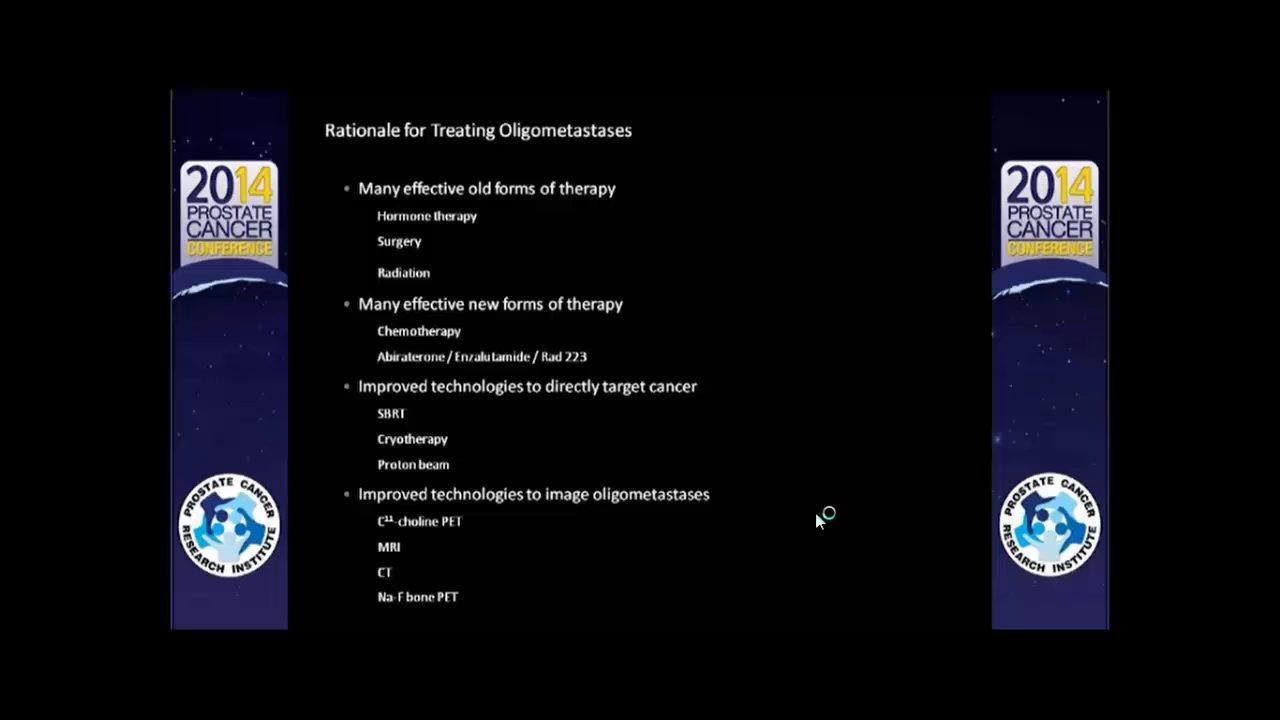 Rationale for Treating Oligometastases
• Many effective old forms of therapy
Hormone therapy
Surgery
Radiation
• Many effective new forms of therapy
Chemotherapy
Abiraterone / Enzalutamide / Rad 223
• Improved technologies to directly target cancer
SBRT
Cryotherapy
Proton beam
• Improved technologies to image oligometastases
C¹¹-choline PET
MRI
CT
Na-F bone PET
2014
PROSTATE
CANCER
CONFERENCE
PROSTATE CANCER
RESEARCH INSTITUTE
2014
PROSTATE
CANCER
CONFERENCE
PROSTATE CANCER
RESEARCH INSTITUTE